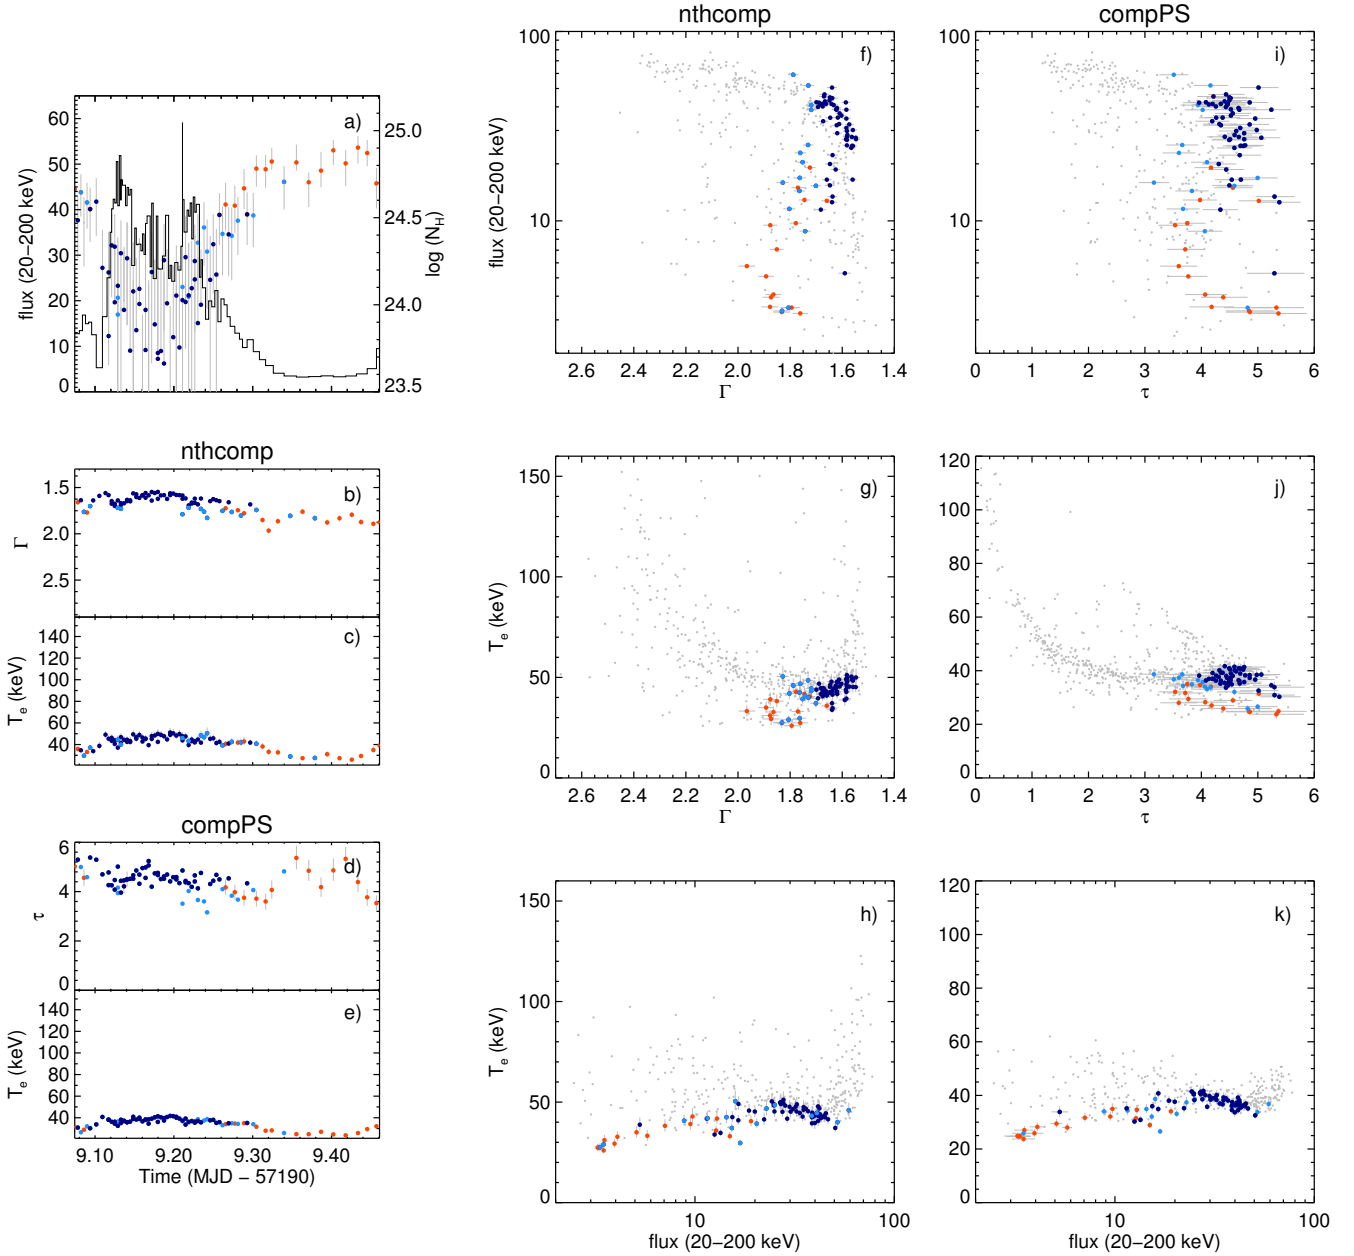 nthcomp
compPS
a)
flux (20−200 keV)
60
50
40
30
20
10
0
25.0
24.5
24.0
23.5
log (N_H)
nthcomp
b)
Γ
1.5
2.0
2.5
c)
T_e (keV)
140
120
100
80
60
40
compPS
d)
τ
6
4
2
0
e)
T_e (keV)
140
120
100
80
60
40
9.10 9.20 9.30 9.40
Time (MJD − 57190)
f)
flux (20−200 keV)
100
10
2.6 2.4 2.2 2.0 1.8 1.6 1.4
Γ
i)
flux (20−200 keV)
100
10
0 1 2 3 4 5 6
τ
g)
T_e (keV)
150
100
50
0
2.6 2.4 2.2 2.0 1.8 1.6 1.4
Γ
j)
120
100
80
60
40
20
0
0 1 2 3 4 5 6
τ
h)
T_e (keV)
150
100
50
0
10 100
flux (20−200 keV)
k)
120
100
80
60
40
20
0
10 100
flux (20−200 keV)